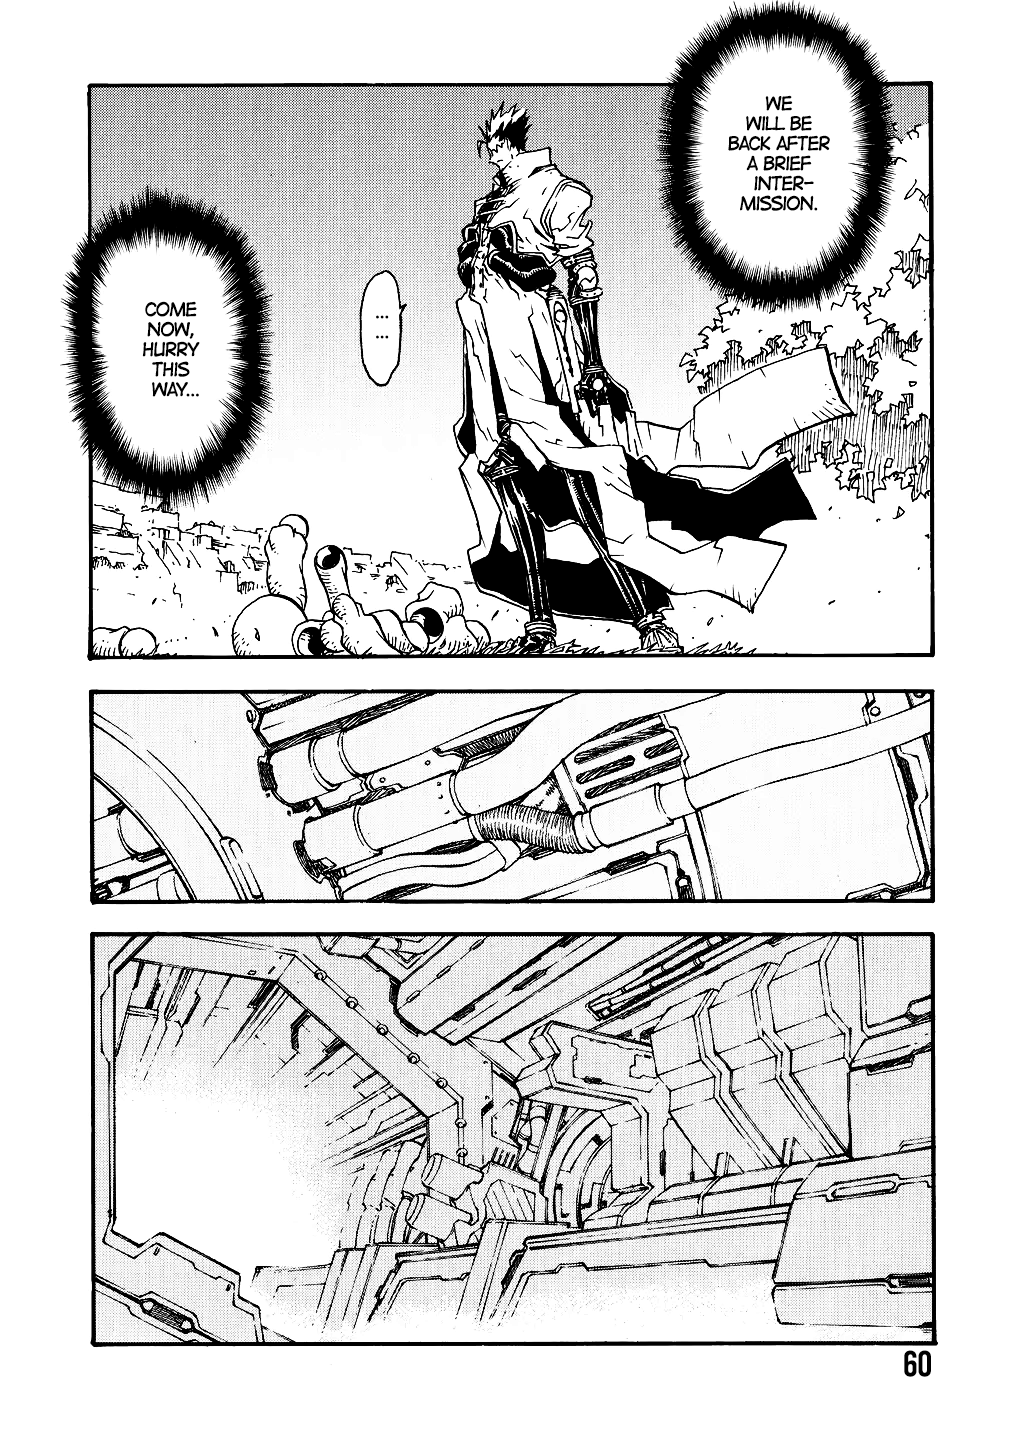 WE
WILL BE
BACK AFTER
A BRIEF
INTER-
MISSION.
...
...
COME
NOW,
HURRY
THIS
WAY...
60